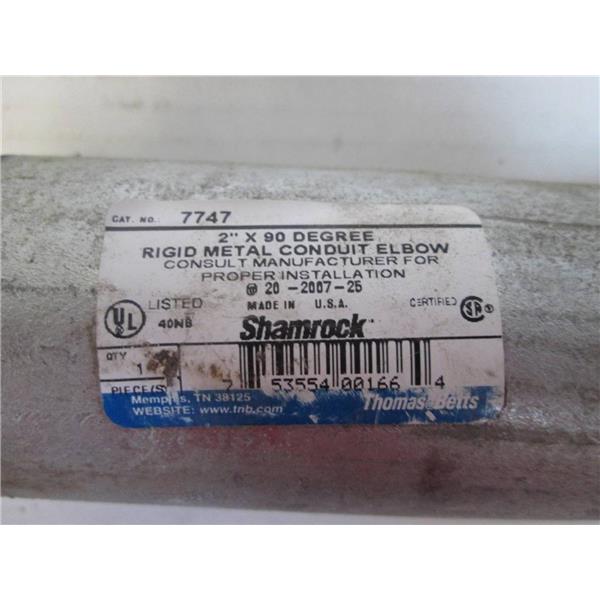 CAT. NO.: 7747
2" X 90 DEGREE
RIGID METAL CONDUIT ELBOW
CONSULT MANUFACTURER FOR
PROPER INSTALLATION
20 -2007-25
UL LISTED
40NB
MADE IN U.S.A.
CERTIFIED
Shamrock™
QTY
1
PIECE(S)
7 53554 00166 4
Memphis, TN 38125
WEBSITE: www.tnb.com
Thomas&Betts